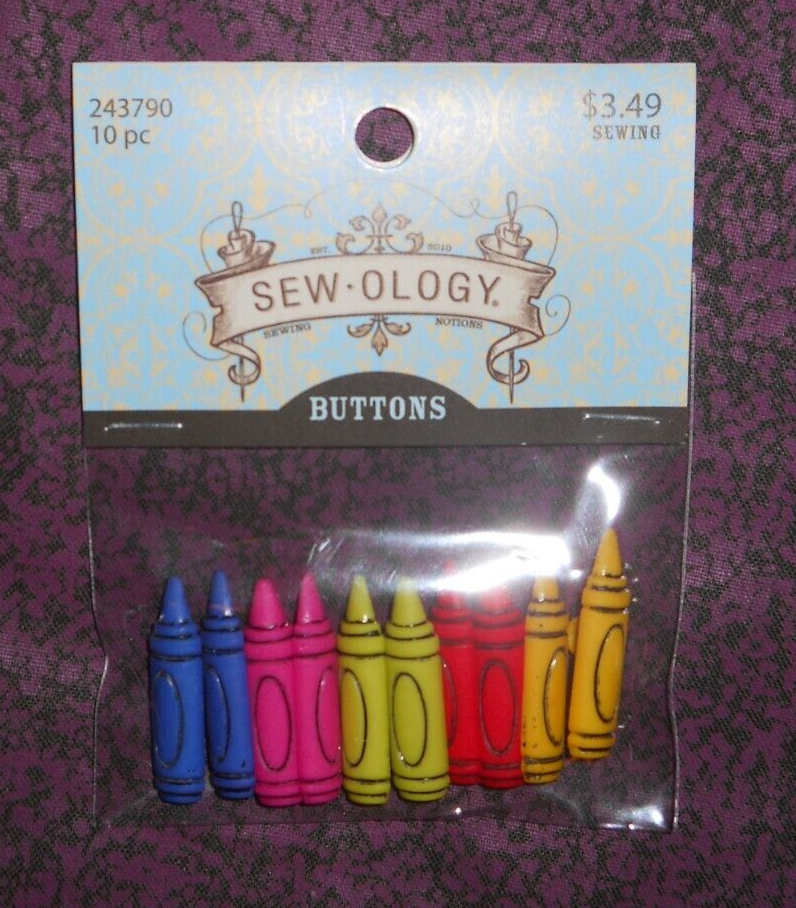 243790
10 pc
$3.49
SEWING
EST. 2010
SEW·OLOGY®
SEWING NOTIONS
BUTTONS